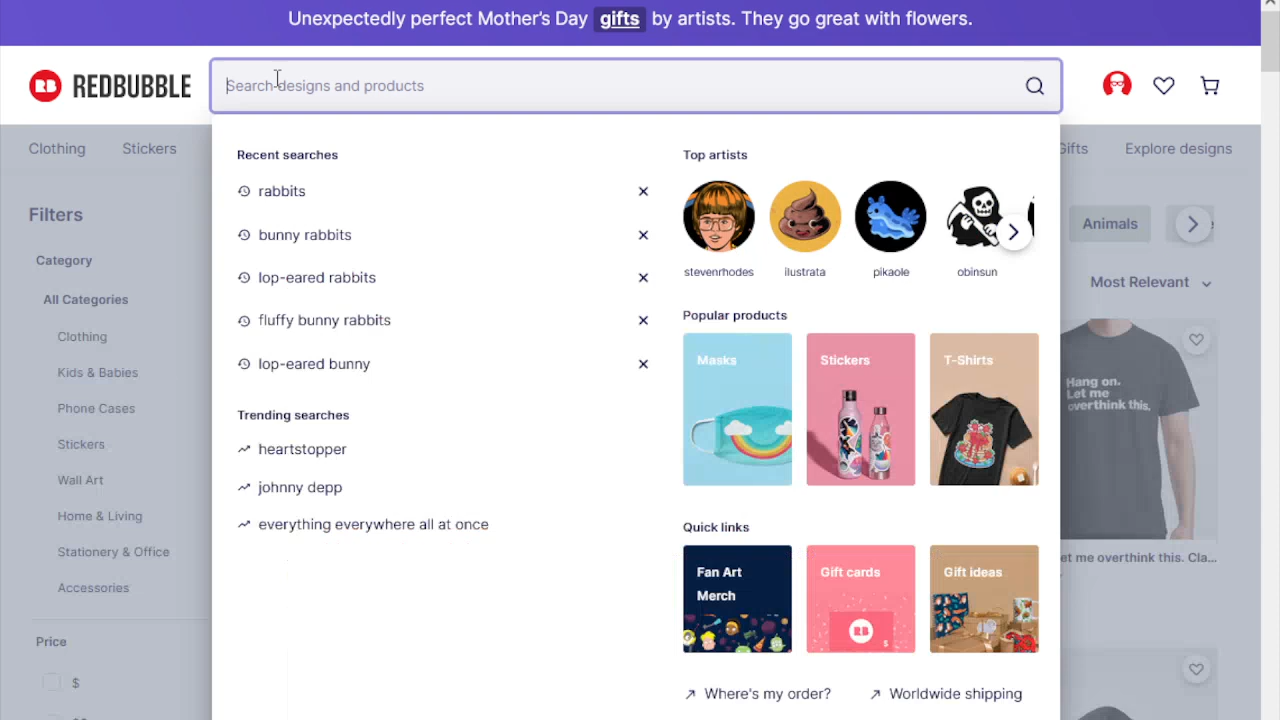 Unexpectedly perfect Mother's Day gifts by artists. They go great with flowers.
RB REDBUBBLE
Search designs and products
Clothing
Stickers
Gifts
Explore designs
Filters
Category
All Categories
Clothing
Kids & Babies
Phone Cases
Stickers
Wall Art
Home & Living
Stationery & Office
Accessories
Price
$
Recent searches
rabbits
bunny rabbits
lop-eared rabbits
fluffy bunny rabbits
lop-eared bunny
Trending searches
heartstopper
johnny depp
everything everywhere all at once
Top artists
stevenrhodes
ilustrata
pikaole
obinsun
Popular products
Masks
Stickers
T-Shirts
Quick links
Fan Art
Merch
Gift cards
RB
$
Gift ideas
Where's my order?
Worldwide shipping
Animals
Most Relevant
Hang on.
Let me
overthink this.
et me overthink this. Cla...